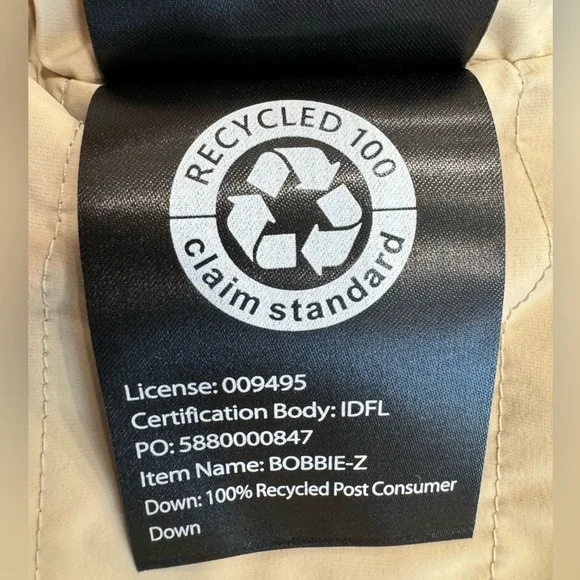 RECYCLED 100
claim standard
License: 009495
Certification Body: IDFL
PO: 5880000847
Item Name: BOBBIE-Z
Down: 100% Recycled Post Consumer
Down